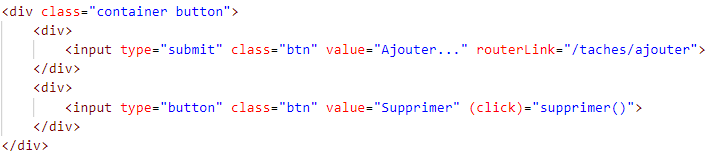 <div class="container button">
    <div>
        <input type="submit" class="btn" value="Ajouter..." routerLink="/taches/ajouter">
    </div>
    <div>
        <input type="button" class="btn" value="Supprimer" (click)="supprimer()">
    </div>
</div>